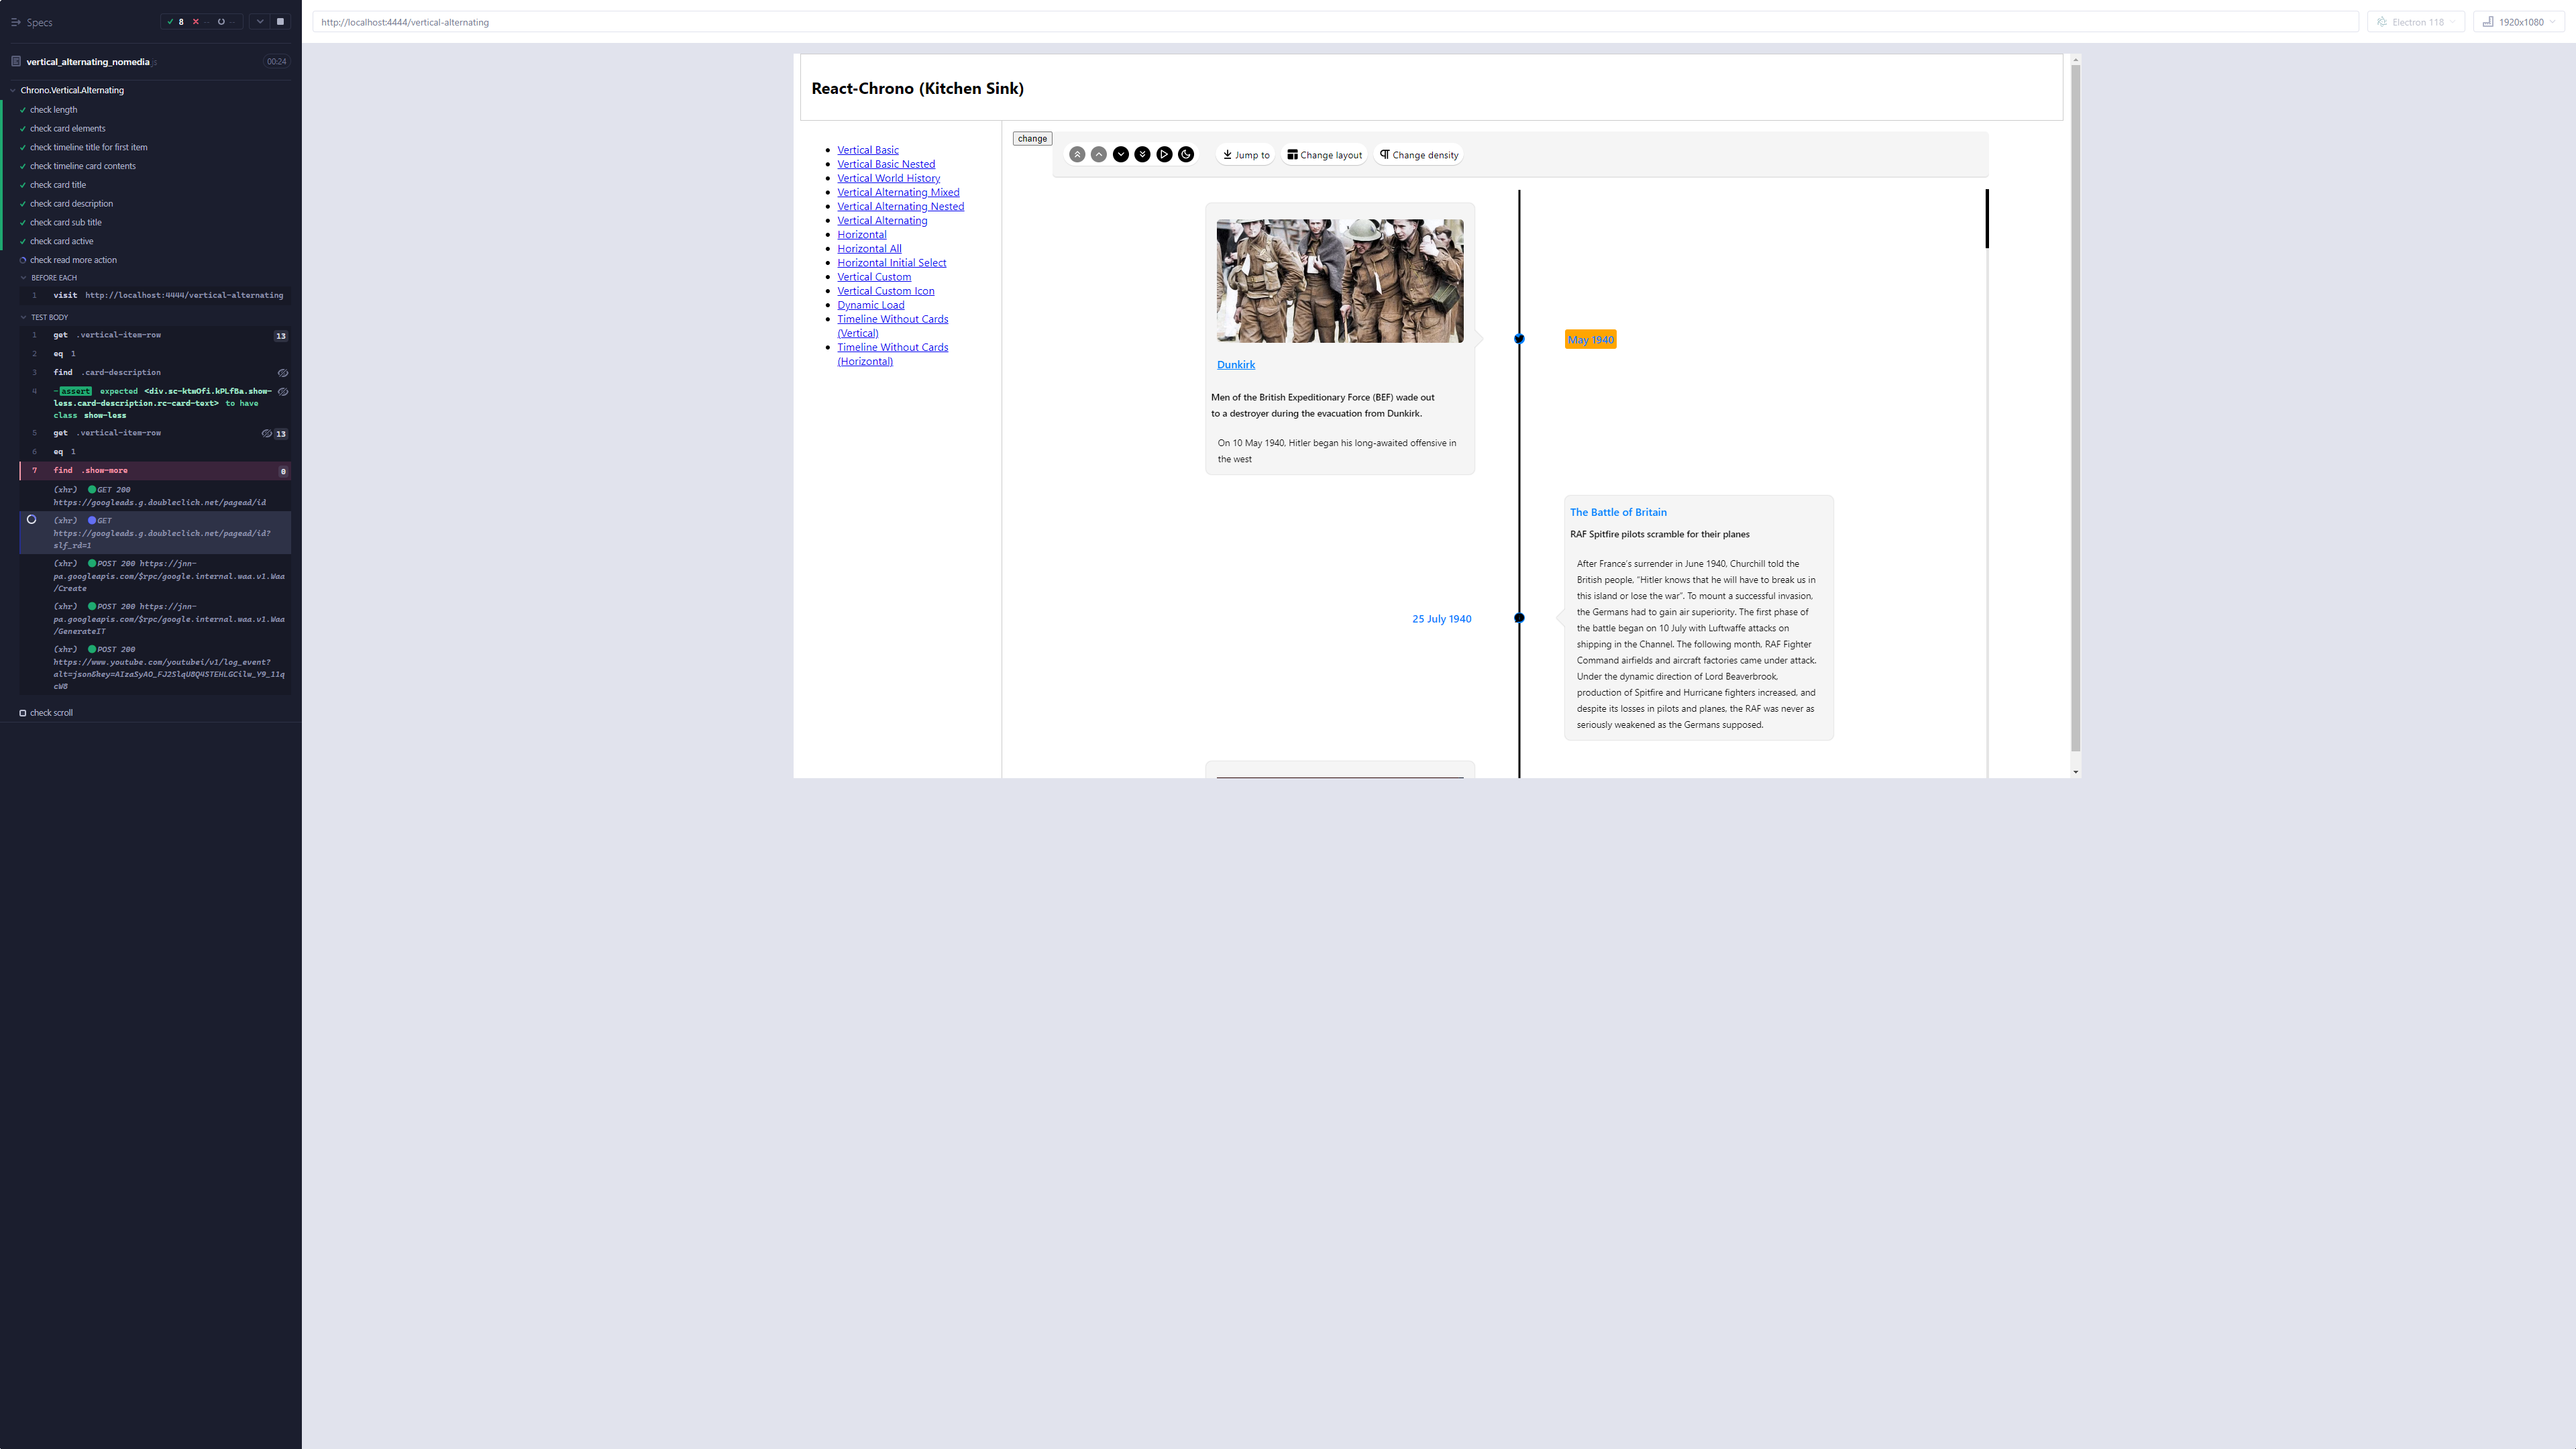 Specs
8
--
--
vertical_alternating_nomedia
js
00:24
Chrono.Vertical.Alternating
check length
check card elements
check timeline title for first item
check timeline card contents
check card title
check card description
check card sub title
check card active
check read more action
BEFORE EACH
1 visit http://localhost:4444/vertical-alternating
TEST BODY
1 get .vertical-item-row 13
2 eq 1
3 find .card-description
4 -assert expected <div.sc-ktwOfi.kPLfBa.show-
less.card-description.rc-card-text> to have
class show-less
5 get .vertical-item-row 13
6 eq 1
7 find .show-more 0
(xhr) GET 200
https://googleads.g.doubleclick.net/pagead/id
(xhr) GET
https://googleads.g.doubleclick.net/pagead/id?
slf_rd=1
(xhr) POST 200 https://jnn-
pa.googleapis.com/$rpc/google.internal.waa.v1.Waa
/Create
(xhr) POST 200 https://jnn-
pa.googleapis.com/$rpc/google.internal.waa.v1.Waa
/GenerateIT
(xhr) POST 200
https://www.youtube.com/youtubei/v1/log_event?
alt=json&key=AIzaSyAO_FJ2SlqU8Q4STEHLGCilw_Y9_11q
cW8
check scroll
http://localhost:4444/vertical-alternating
Electron 118
1920x1080
React-Chrono (Kitchen Sink)
Vertical Basic
Vertical Basic Nested
Vertical World History
Vertical Alternating Mixed
Vertical Alternating Nested
Vertical Alternating
Horizontal
Horizontal All
Horizontal Initial Select
Vertical Custom
Vertical Custom Icon
Dynamic Load
Timeline Without Cards
(Vertical)
Timeline Without Cards
(Horizontal)
change
Jump to
Change layout
Change density
Dunkirk
Men of the British Expeditionary Force (BEF) wade out
to a destroyer during the evacuation from Dunkirk.
On 10 May 1940, Hitler began his long-awaited offensive in
the west
May 1940
25 July 1940
The Battle of Britain
RAF Spitfire pilots scramble for their planes
After France's surrender in June 1940, Churchill told the
British people, "Hitler knows that he will have to break us in
this island or lose the war". To mount a successful invasion,
the Germans had to gain air superiority. The first phase of
the battle began on 10 July with Luftwaffe attacks on
shipping in the Channel. The following month, RAF Fighter
Command airfields and aircraft factories came under attack.
Under the dynamic direction of Lord Beaverbrook,
production of Spitfire and Hurricane fighters increased, and
despite its losses in pilots and planes, the RAF was never as
seriously weakened as the Germans supposed.